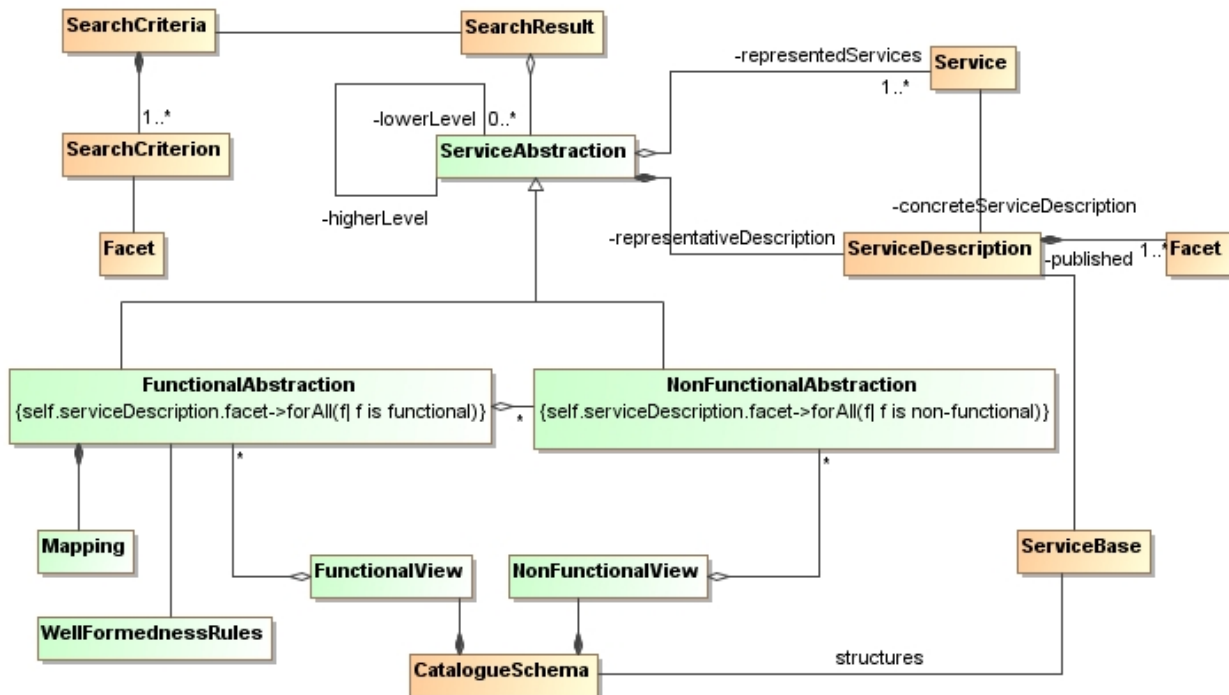 SearchCriteria
SearchResult
-representedServices
Service
1..*
1..*
-lowerLevel
0..*
SearchCriterion
ServiceAbstraction
-higherLevel
-concreteServiceDescription
-representativeDescription
Facet
ServiceDescription
1..*
Facet
-published
FunctionalAbstraction
{self.serviceDescription.facet->forAll(f| f is functional)}
*
NonFunctionalAbstraction
{self.serviceDescription.facet->forAll(f| f is non-functional)}
*
*
Mapping
FunctionalView
NonFunctionalView
ServiceBase
WellFormednessRules
CatalogueSchema
structures